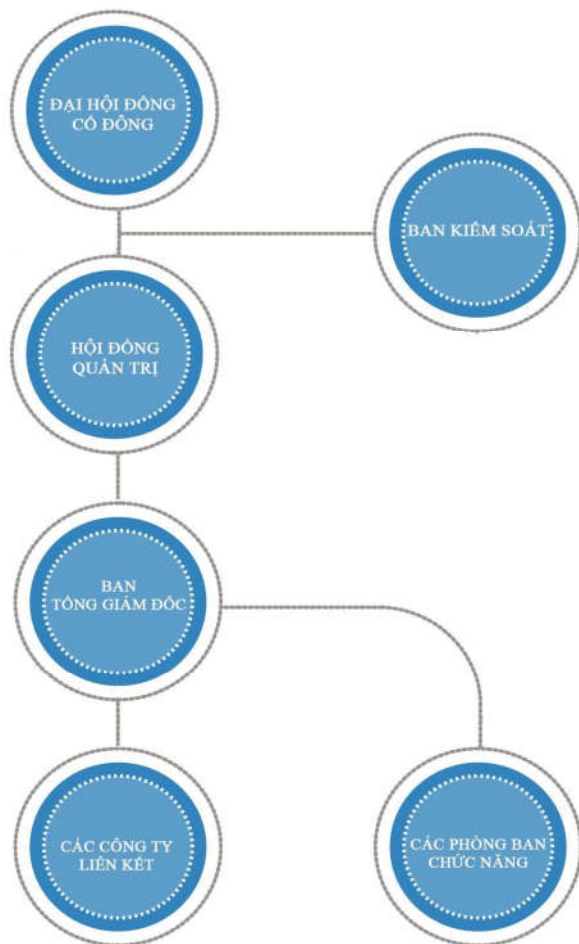 ĐẠI HỘI ĐỒNG
CỔ ĐÔNG
BAN KIỂM SOÁT
HỘI ĐỒNG
QUẢN TRỊ
BAN
TỔNG GIÁM ĐỐC
CÁC CÔNG TY
LIÊN KẾT
CÁC PHÒNG BAN
CHỨC NĂNG